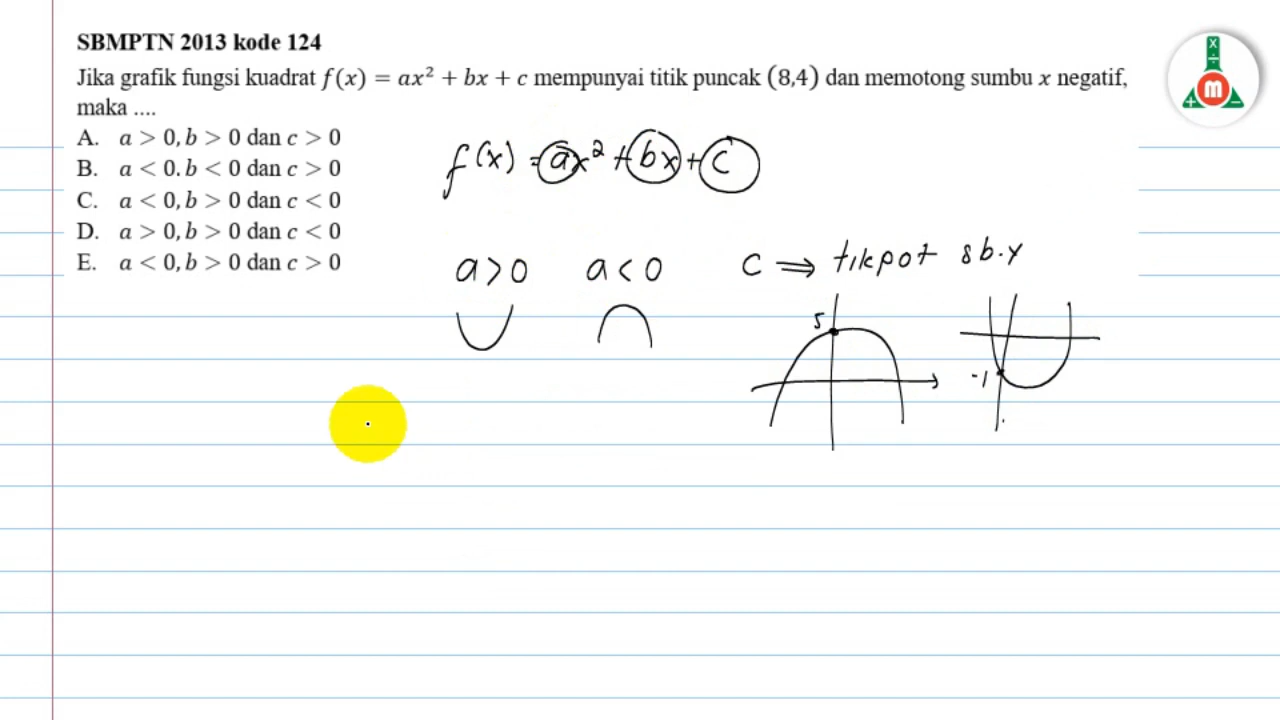 SBMPTN 2013 kode 124
Jika grafik fungsi kuadrat f(x) = ax² + bx + c mempunyai titik puncak (8,4) dan memotong sumbu x negatif,
maka ....
A. a > 0, b > 0 dan c > 0
B. a < 0. b < 0 dan c > 0
C. a < 0, b > 0 dan c < 0
D. a > 0, b > 0 dan c < 0
E. a < 0, b > 0 dan c > 0
f(x) = ax² + bx + c
a > 0 a < 0 c ⇒ tikpot sb.y
5
-1
x ÷
m
+ −